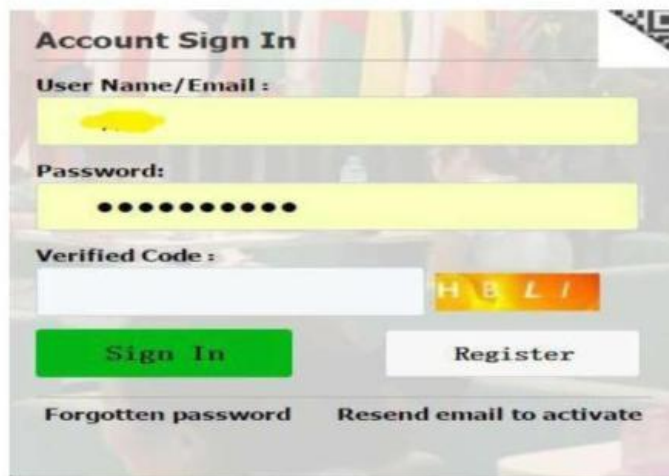 Account Sign In
User Name/Email :
Password:
Verified Code :
H B L I
Sign In Register
Forgotten password Resend email to activate